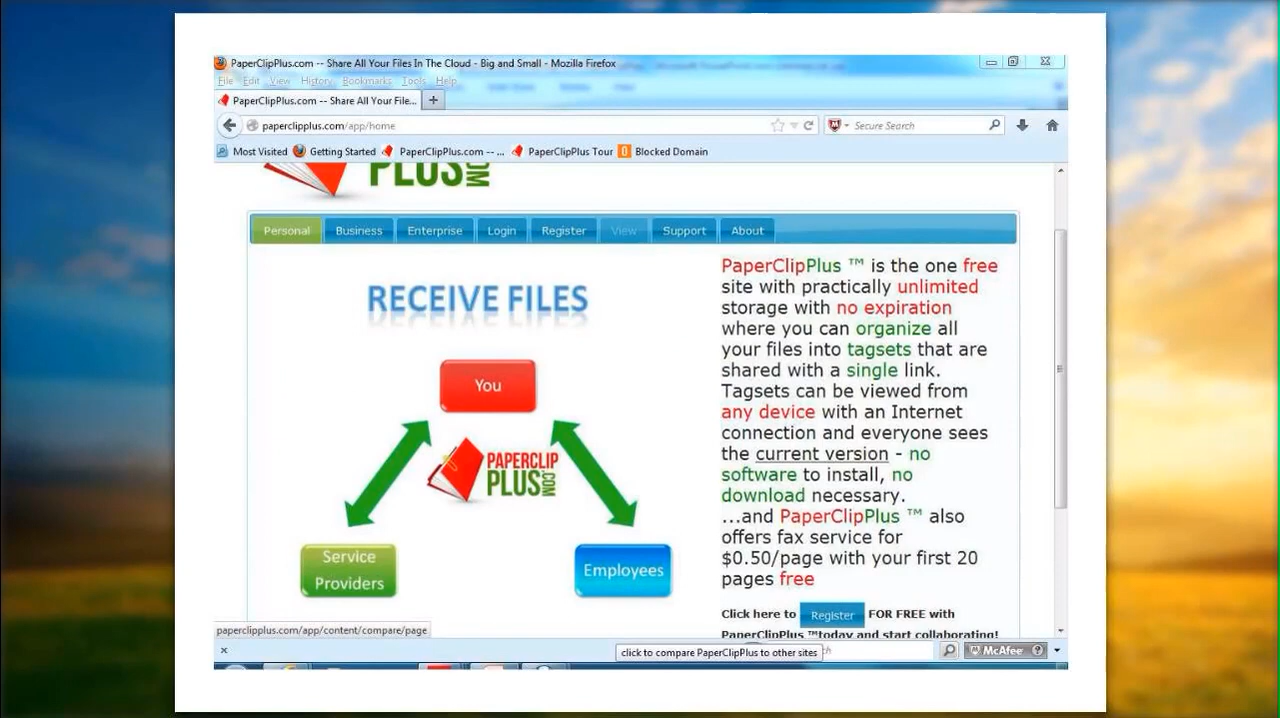 PaperClipPlus.com -- Share All Your Files In The Cloud - Big and Small - Mozilla Firefox
File Edit View History Bookmarks Tools Help
PaperClipPlus.com -- Share All Your File...
paperclipplus.com/app/home
Secure Search
Most Visited Getting Started PaperClipPlus.com -- ... PaperClipPlus Tour Blocked Domain
PLUS.COM
Personal Business Enterprise Login Register View Support About
RECEIVE FILES
You
PAPERCLIP
PLUS.COM
Service
Providers
Employees
PaperClipPlus ™ is the one free
site with practically unlimited
storage with no expiration
where you can organize all
your files into tagsets that are
shared with a single link.
Tagsets can be viewed from
any device with an Internet
connection and everyone sees
the current version - no
software to install, no
download necessary.
...and PaperClipPlus ™ also
offers fax service for
$0.50/page with your first 20
pages free
Click here to Register FOR FREE with
PaperClipPlus ™today and start collaborating!
paperclipplus.com/app/content/compare/page
click to compare PaperClipPlus to other sites
McAfee